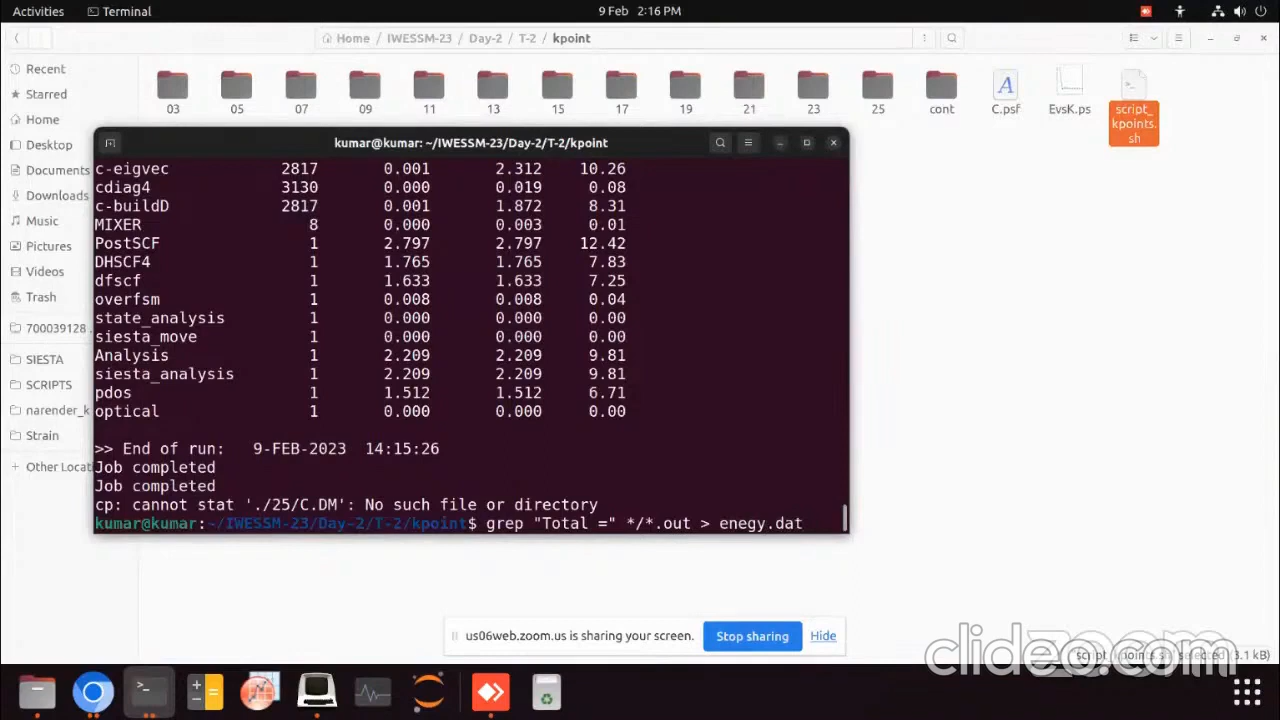 Activities Terminal 9 Feb 2:16 PM
Home / IWESSM-23 / Day-2 / T-2 / kpoint
Recent
Starred
Home
Desktop
Documents
Downloads
Music
Pictures
Videos
Trash
700039128 ...
SIESTA
SCRIPTS
narender_k
Strain
+ Other Locat
03 05 07 09 11 13 15 17 19 21 23 25 cont C.psf EvsK.ps script_
kpoints.
sh
kumar@kumar: ~/IWESSM-23/Day-2/T-2/kpoint
c-eigvec 2817 0.001 2.312 10.26
cdiag4 3130 0.000 0.019 0.08
c-buildD 2817 0.001 1.872 8.31
MIXER 8 0.000 0.003 0.01
PostSCF 1 2.797 2.797 12.42
DHSCF4 1 1.765 1.765 7.83
dfscf 1 1.633 1.633 7.25
overfsm 1 0.008 0.008 0.04
state_analysis 1 0.000 0.000 0.00
siesta_move 1 0.000 0.000 0.00
Analysis 1 2.209 2.209 9.81
siesta_analysis 1 2.209 2.209 9.81
pdos 1 1.512 1.512 6.71
optical 1 0.000 0.000 0.00
>> End of run: 9-FEB-2023 14:15:26
Job completed
Job completed
cp: cannot stat './25/C.DM': No such file or directory
kumar@kumar:~/IWESSM-23/Day-2/T-2/kpoint$ grep "Total =" */*.out > enegy.dat
us06web.zoom.us is sharing your screen. Stop sharing Hide
clideo.com
zoom
selected (3.1 kB)